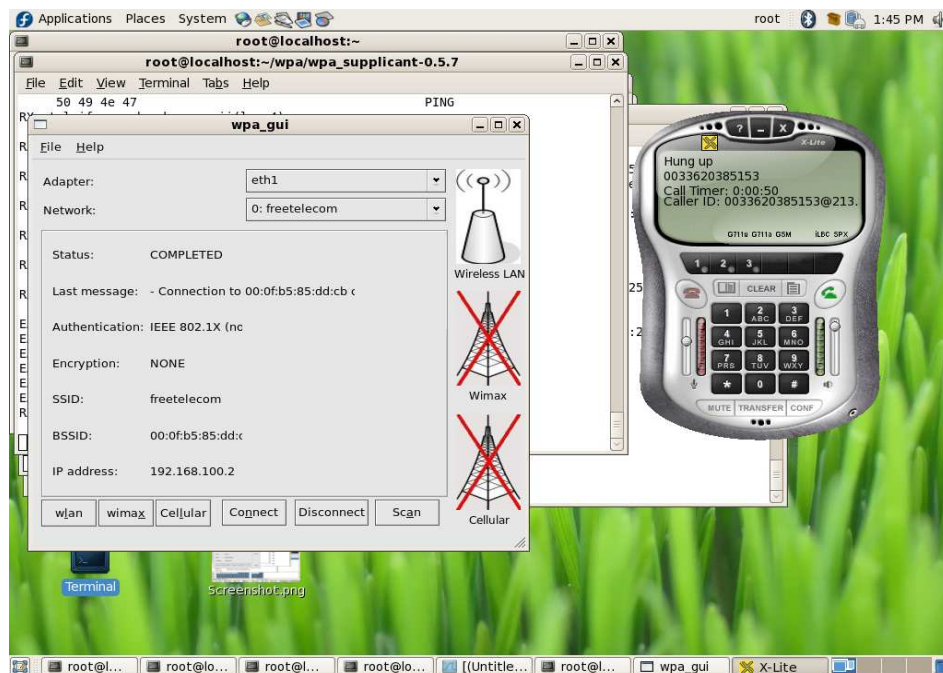 Applications Places System root 1:45 PM
root@localhost:~
root@localhost:~/wpa/wpa_supplicant-0.5.7
File Edit View Terminal Tabs Help
50 49 4e 47 PING
wpa_gui
File Help
Adapter: eth1
Network: 0: freetelecom
Status: COMPLETED
Last message: - Connection to 00:0f:b5:85:dd:cb
Authentication: IEEE 802.1X (no
Encryption: NONE
SSID: freetelecom
BSSID: 00:0f:b5:85:dd:c
IP address: 192.168.100.2
wlan wimax Cellular Connect Disconnect Scan
Wireless LAN
Wimax
Cellular
? X
X-Lite
Hung up
0033620385153
Call Timer: 0:00:50
Caller ID: 0033620385153@213.
G711u G711a GSM iLBC SPX
1 2 3
CLEAR
1 2 ABC 3 DEF
4 GHI 5 JKL 6 MNO
7 PRS 8 TUV 9 WXY
* 0 #
MUTE TRANSFER CONF
Terminal
Screenshot.png
root@l... root@lo... root@l... root@lo... [(Untitle... root@l... wpa_gui X-Lite